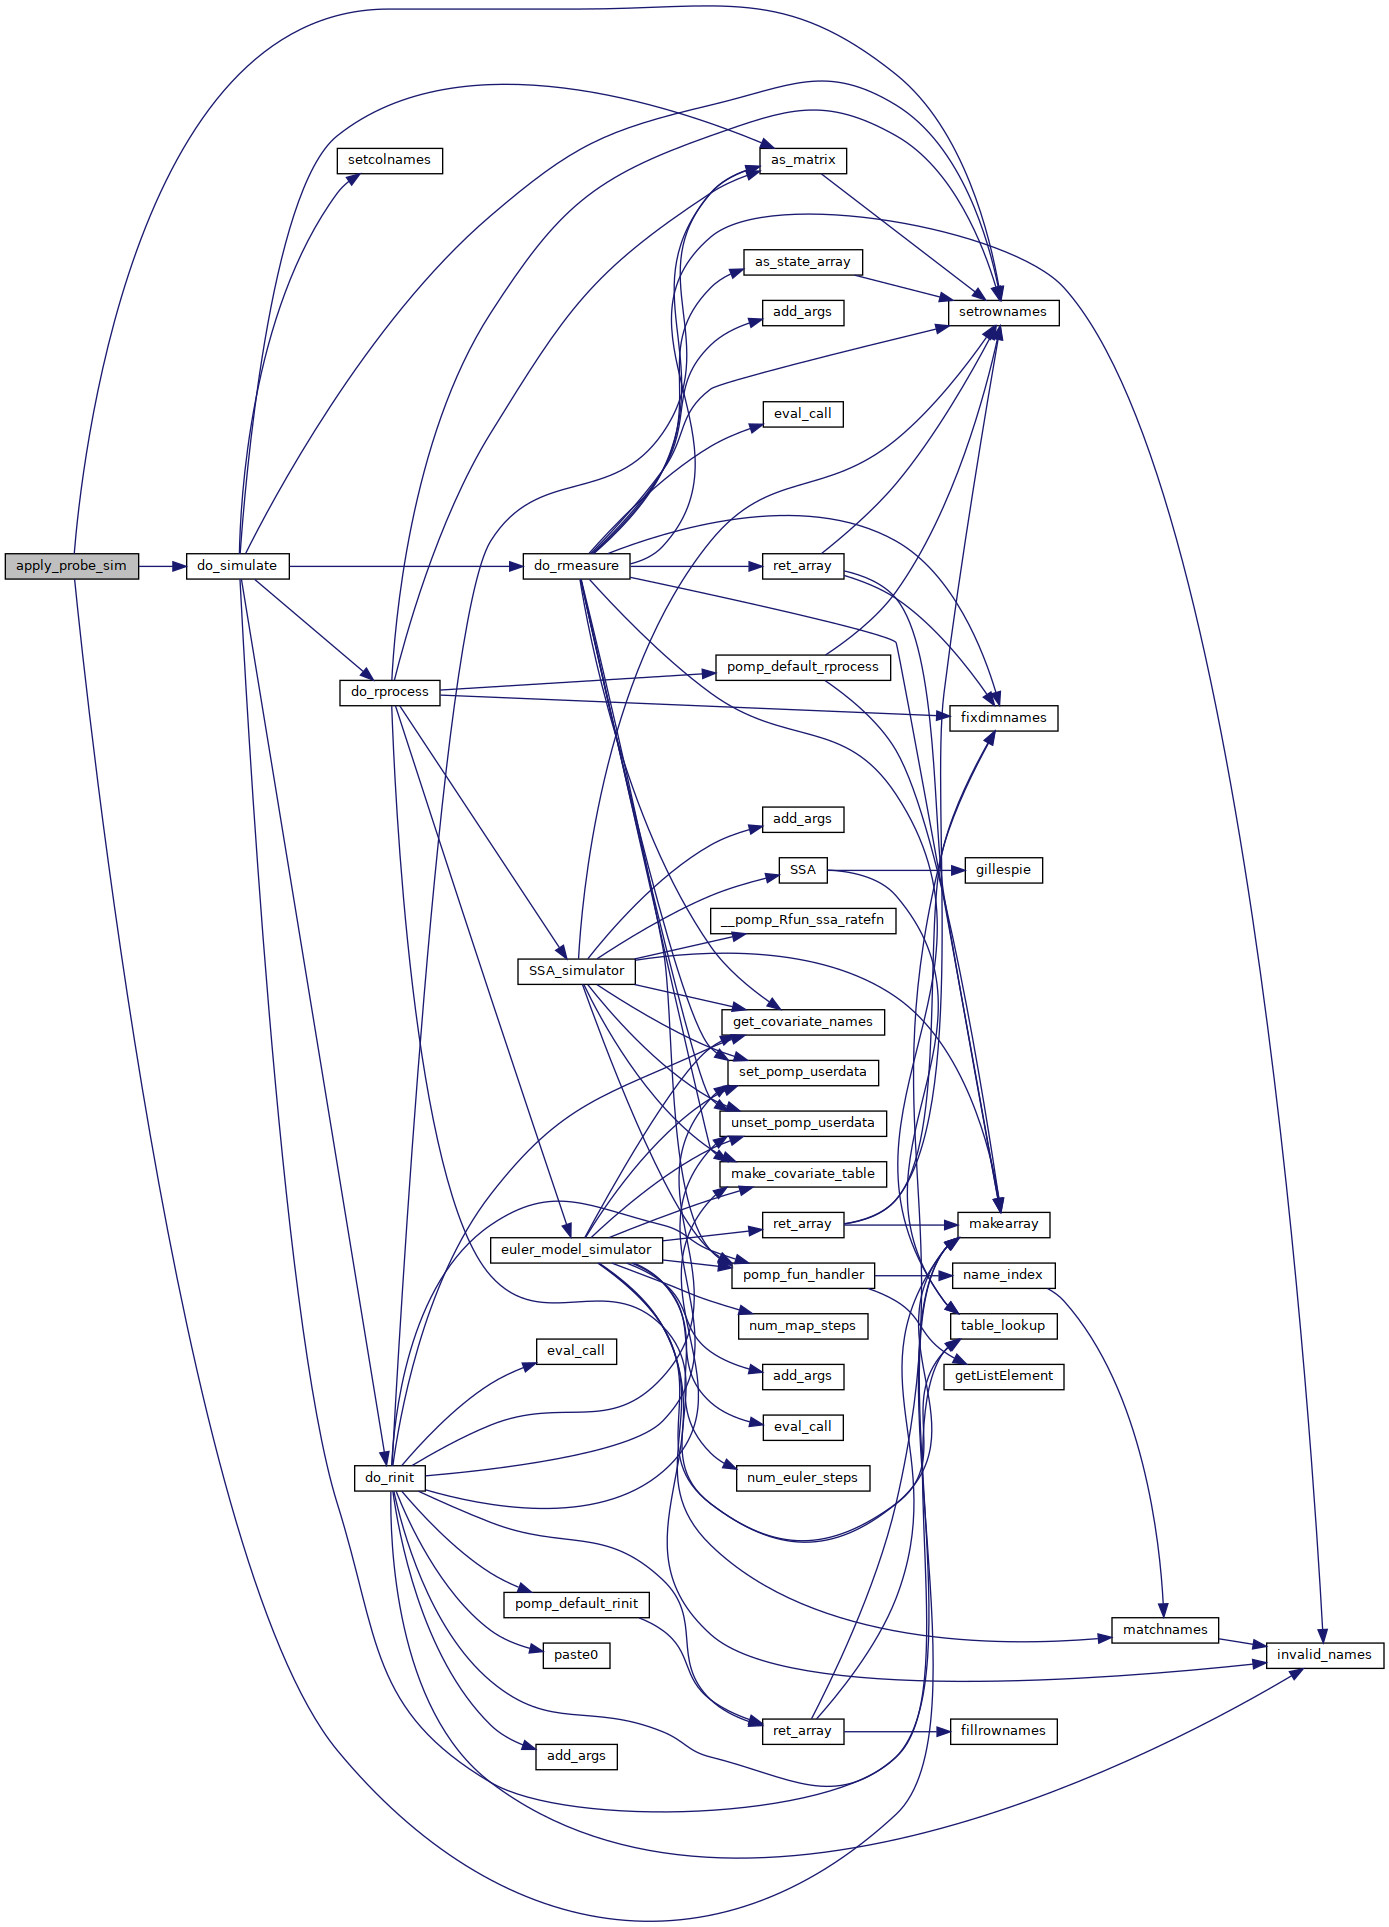 setcolnames
as_matrix
as_state_array
add_args
setrownames
eval_call
apply_probe_sim
do_simulate
do_rmeasure
ret_array
pomp_default_rprocess
do_rprocess
fixdimnames
add_args
SSA
gillespie
__pomp_Rfun_ssa_ratefn
SSA_simulator
get_covariate_names
set_pomp_userdata
unset_pomp_userdata
make_covariate_table
ret_array
makearray
euler_model_simulator
pomp_fun_handler
name_index
num_map_steps
table_lookup
eval_call
add_args
getListElement
eval_call
do_rinit
num_euler_steps
pomp_default_rinit
matchnames
paste0
invalid_names
ret_array
fillrownames
add_args